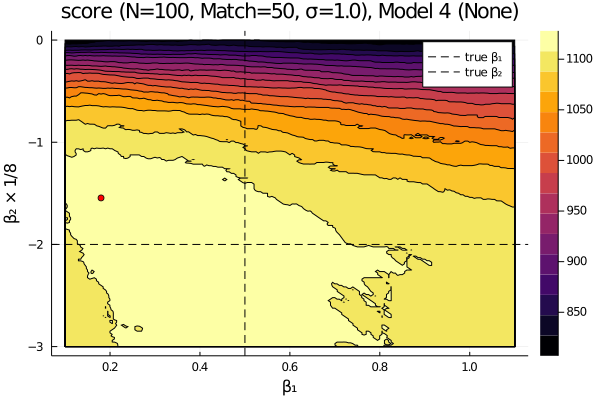 score (N=100, Match=50, σ=1.0), Model 4 (None)
true β₁
true β₂
0
−1
−2
−3
β₂ × 1/8
0.2 0.4 0.6 0.8 1.0
β₁
1100
1050
1000
950
900
850